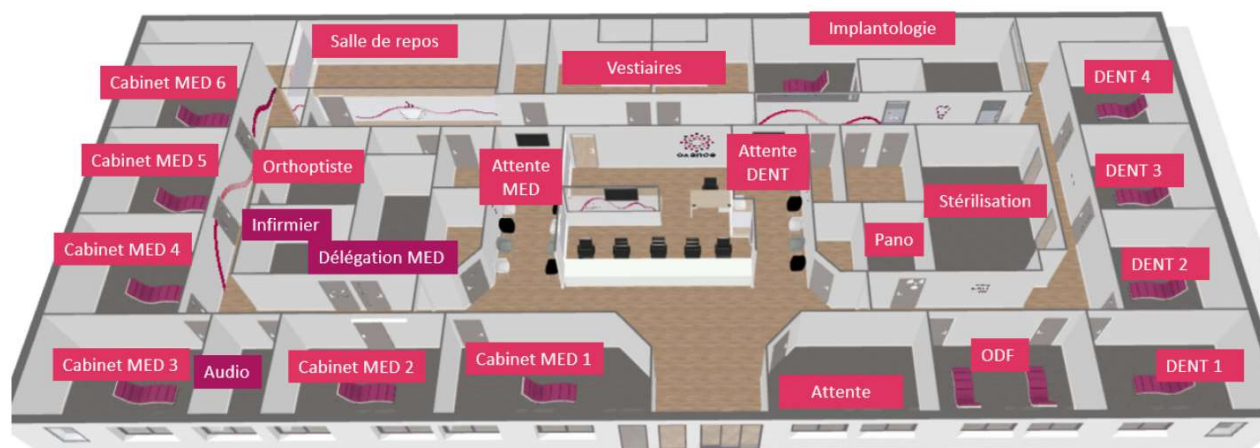 Salle de repos
Implantologie
Cabinet MED 6
Vestiaires
DENT 4
Cabinet MED 5
Orthoptiste
Attente
MED
Attente
DENT
DENT 3
Stérilisation
Infirmier
Cabinet MED 4
Délégation MED
Pano
DENT 2
Cabinet MED 3
Audio
Cabinet MED 2
Cabinet MED 1
Attente
ODF
DENT 1